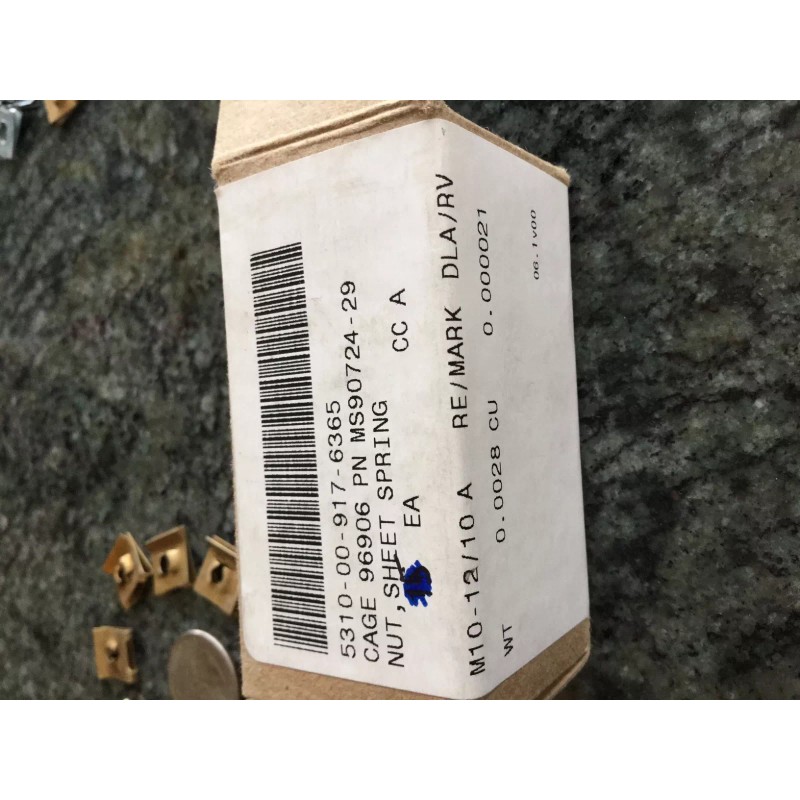 5310-00-917-6365
CAGE 96906 PN MS90724-29
NUT,SHEET SPRING
EA CC A
M10-12/10 A RE/MARK DLA/RV
WT 0.0028 CU 0.000021
06.1V00